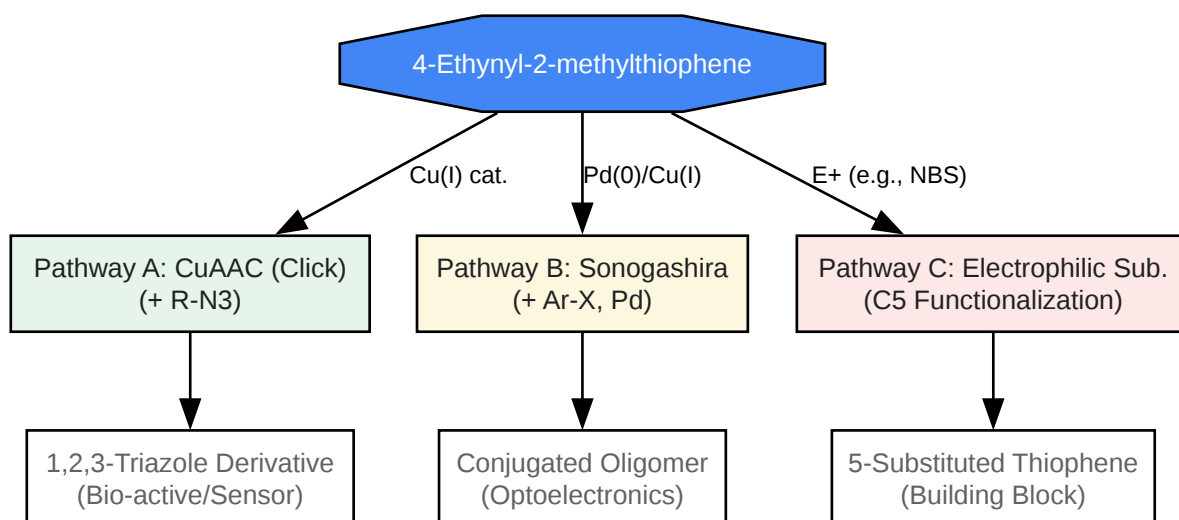 4-Ethynyl-2-methylthiophene
Cu(I) cat.
Pd(0)/Cu(I)
E+ (e.g., NBS)
Pathway A: CuAAC (Click)
(+ R-N3)
Pathway B: Sonogashira
(+ Ar-X, Pd)
Pathway C: Electrophilic Sub.
(C5 Functionalization)
1,2,3-Triazole Derivative
(Bio-active/Sensor)
Conjugated Oligomer
(Optoelectronics)
5-Substituted Thiophene
(Building Block)